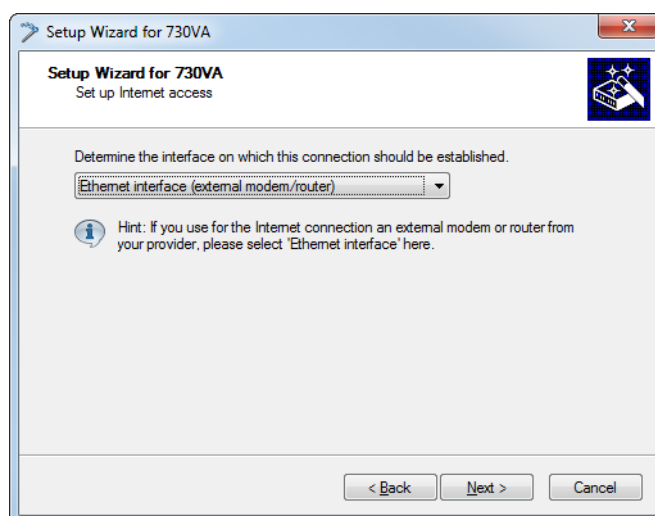 Setup Wizard for 730VA
Setup Wizard for 730VA
Set up Internet access
Determine the interface on which this connection should be established.
Ethernet interface (external modem/router)
Hint: If you use for the Internet connection an external modem or router from
your provider, please select 'Ethernet interface' here.
< Back
Next >
Cancel